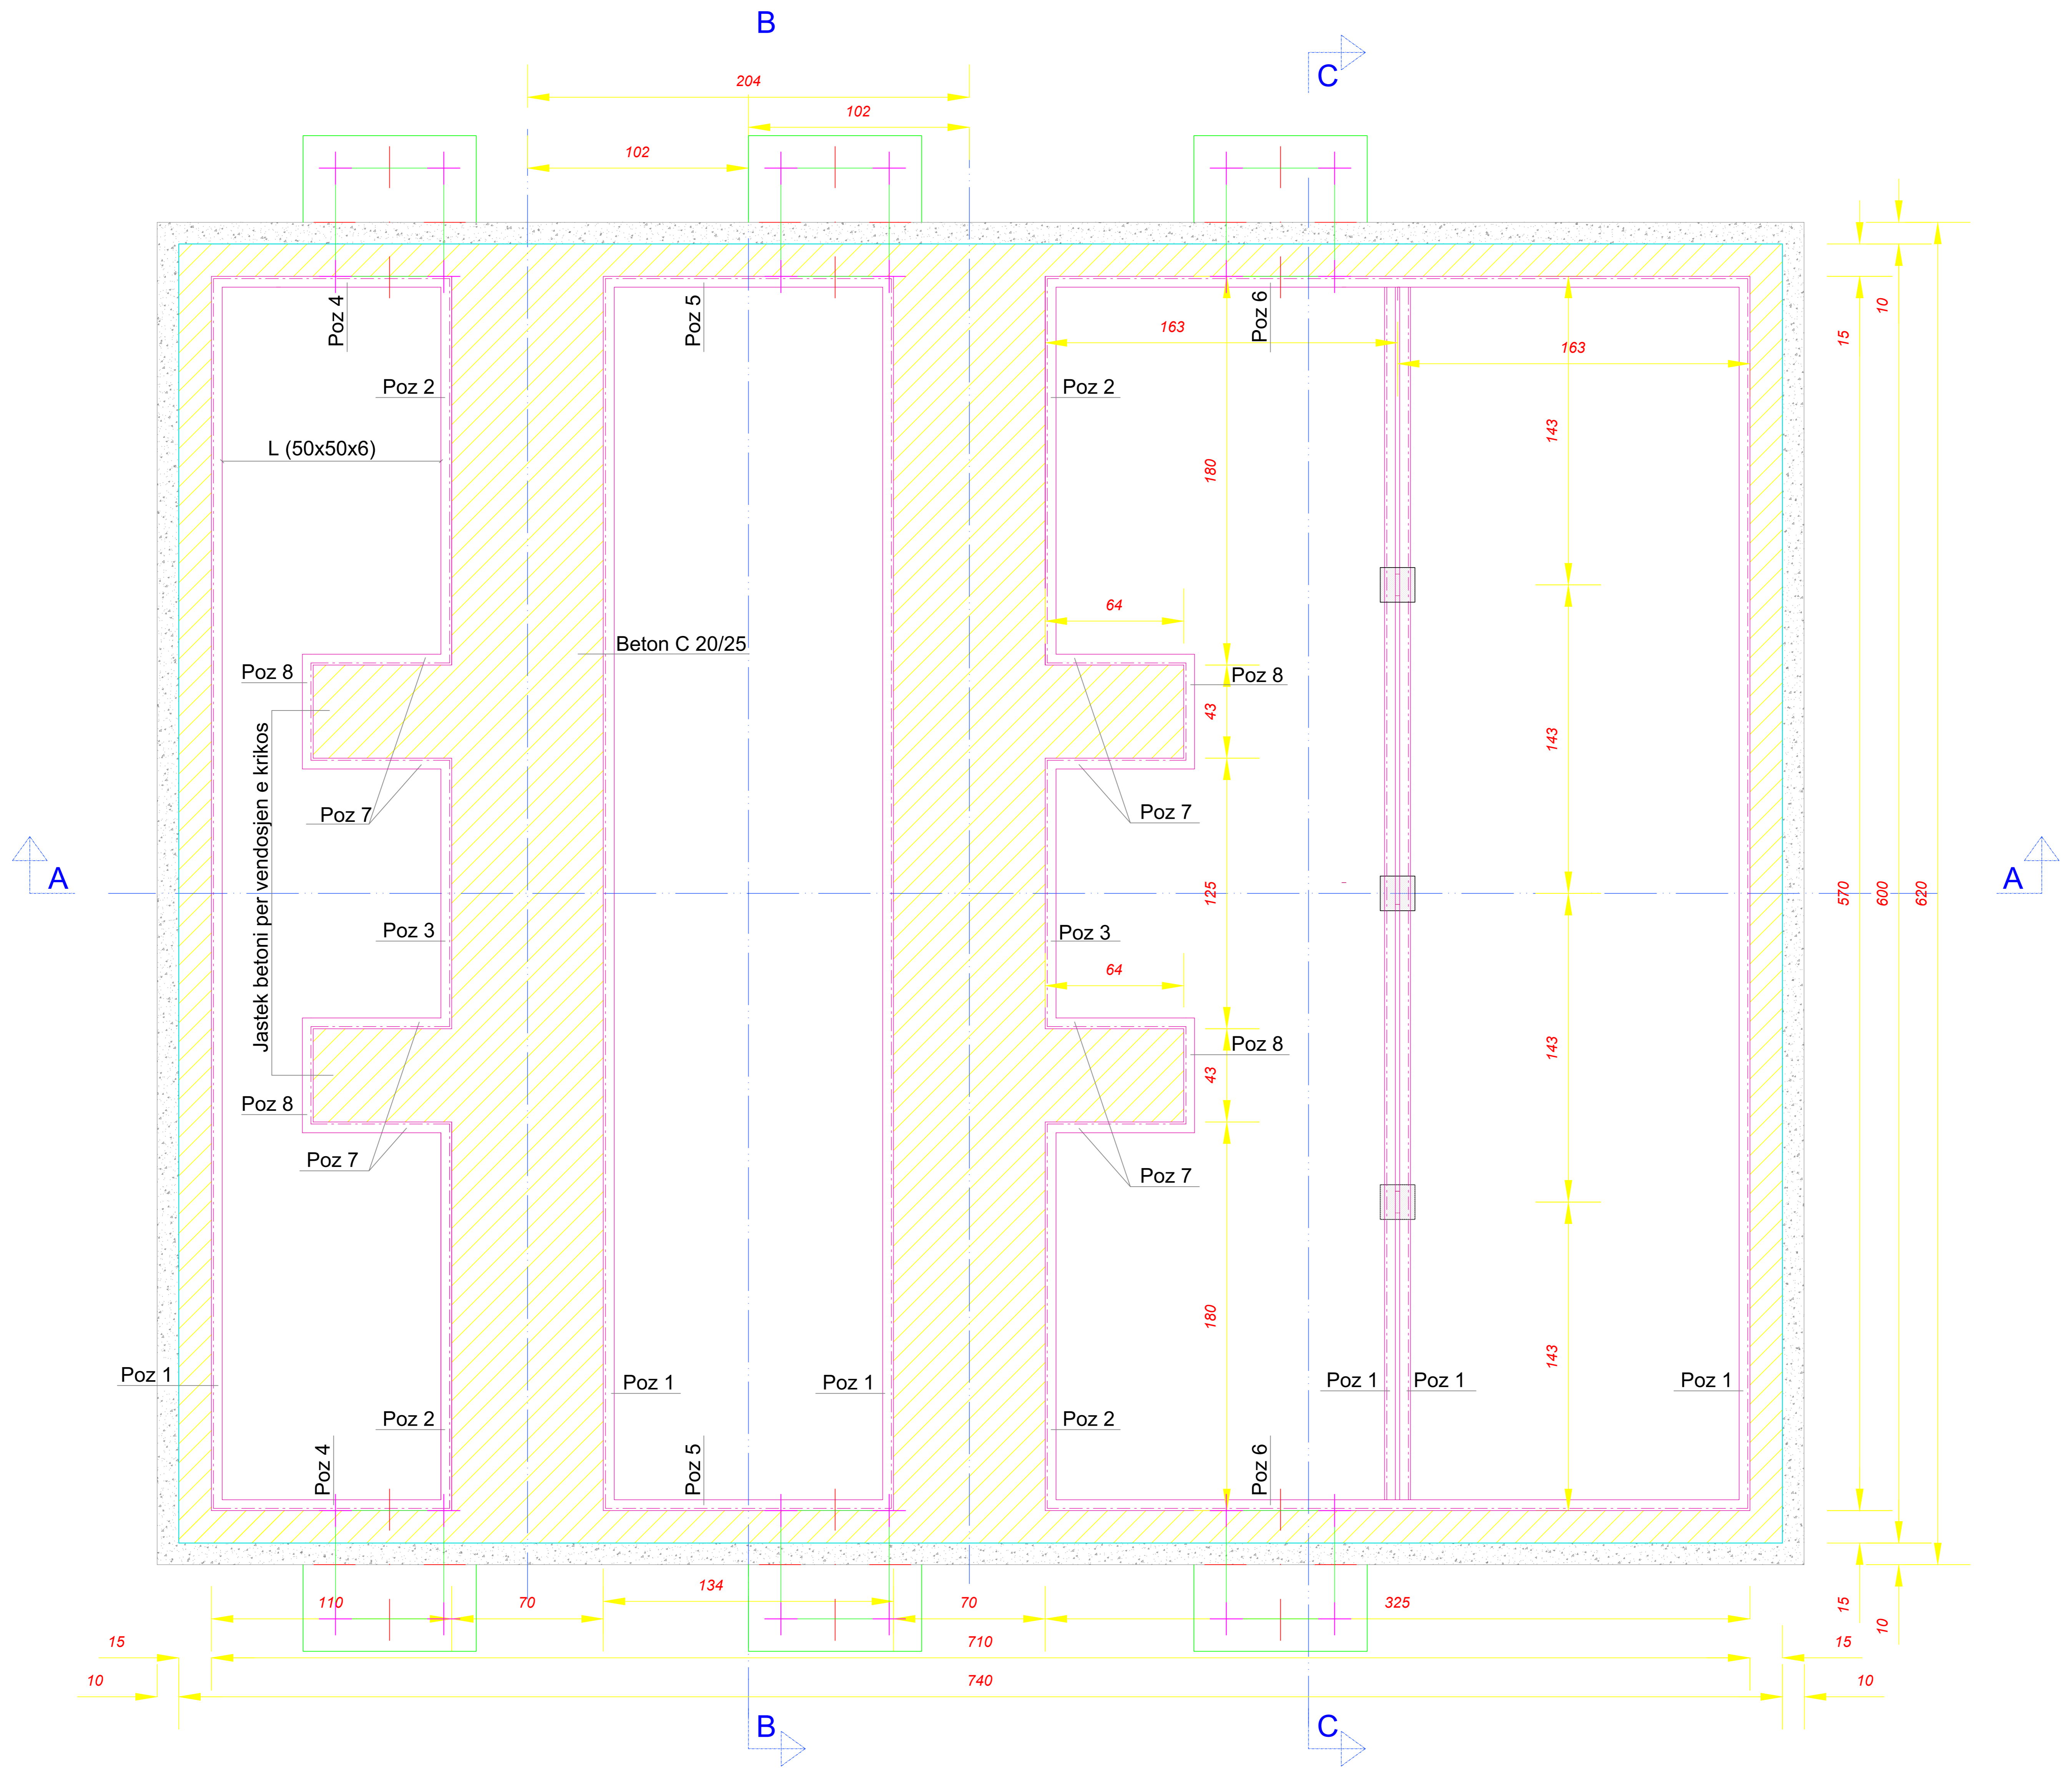 B
C
204
102
102
10
15
Poz 4
Poz 5
Poz 6
163
163
Poz 2
Poz 2
143
L (50x50x6)
180
64
Beton C 20/25
Poz 8
Poz 8
43
143
Jastek betoni per vendosjen e krikos
Poz 7
Poz 7
A
A
125
570
600
620
Poz 3
Poz 3
64
Poz 8
43
143
Poz 8
Poz 7
Poz 7
180
143
Poz 1
Poz 1
Poz 1
Poz 1
Poz 1
Poz 1
Poz 2
Poz 2
Poz 4
Poz 5
Poz 6
110
70
134
70
325
15
10
15
710
15
10
740
10
B
C